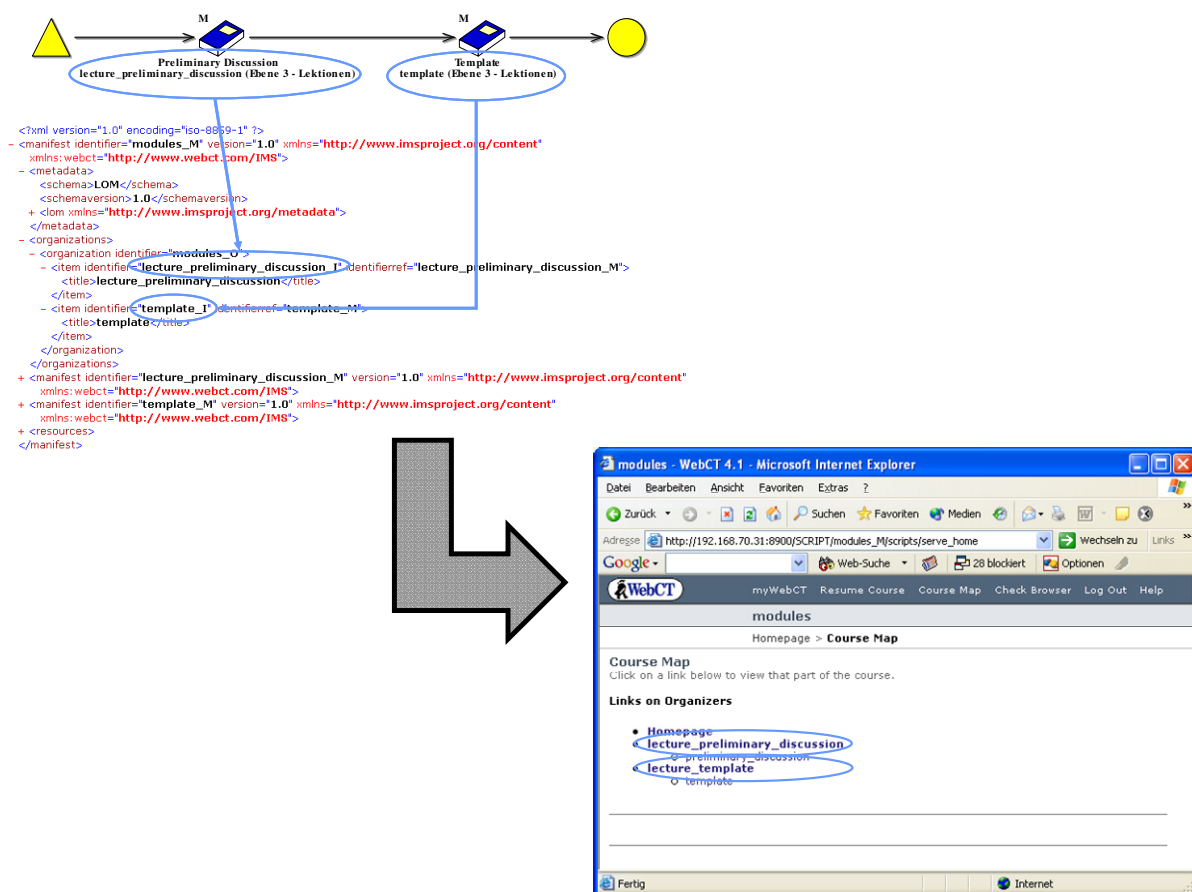 M M
Preliminary Discussion
lecture_preliminary_discussion (Ebene 3 - Lektionen)
Template
template (Ebene 3 - Lektionen)
<?xml version="1.0" encoding="iso-8859-1" ?>
- <manifest identifier="modules_M" version="1.0" xmlns="http://www.imsproject.org/content"
xmlns:webct="http://www.webct.com/IMS">
- <metadata>
<schema>LOM</schema>
<schemaversion>1.0</schemaversion>
+ <lom xmlns="http://www.imsproject.org/metadata">
</metadata>
- <organizations>
- <organization identifier="modules_O">
- <item identifier="lecture_preliminary_discussion_I" identifierref="lecture_preliminary_discussion_M">
<title>lecture_preliminary_discussion</title>
</item>
- <item identifier="template_I" identifierref="template_M">
<title>template</title>
</item>
</organization>
</organizations>
+ <manifest identifier="lecture_preliminary_discussion_M" version="1.0" xmlns="http://www.imsproject.org/content"
xmlns:webct="http://www.webct.com/IMS">
+ <manifest identifier="template_M" version="1.0" xmlns="http://www.imsproject.org/content"
xmlns:webct="http://www.webct.com/IMS">
+ <resources>
</manifest>
modules - WebCT 4.1 - Microsoft Internet Explorer
Datei Bearbeiten Ansicht Favoriten Extras ?
Zurück Suchen Favoriten Medien »
Adresse http://192.168.70.31:8900/SCRIPT/modules_M/scripts/serve_home Wechseln zu Links »
Google Web-Suche 28 blockiert Optionen
WebCT myWebCT Resume Course Course Map Check Browser Log Out Help
modules
Homepage > Course Map
Course Map
Click on a link below to view that part of the course.
Links on Organizers
Homepage
lecture_preliminary_discussion
preliminary_discussion
lecture_template
template
Fertig Internet